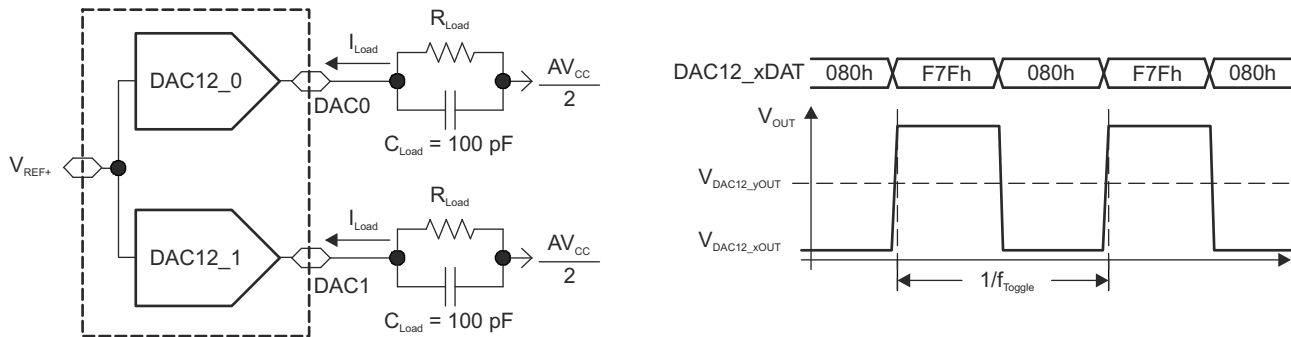 R_Load
I_Load
DAC12_0
DAC0
AV_CC
2
C_Load = 100 pF
V_REF+
R_Load
I_Load
DAC12_1
DAC1
AV_CC
2
C_Load = 100 pF
DAC12_xDAT 080h F7Fh 080h F7Fh 080h
V_OUT
V_DAC12_yOUT
V_DAC12_xOUT
1/f_Toggle